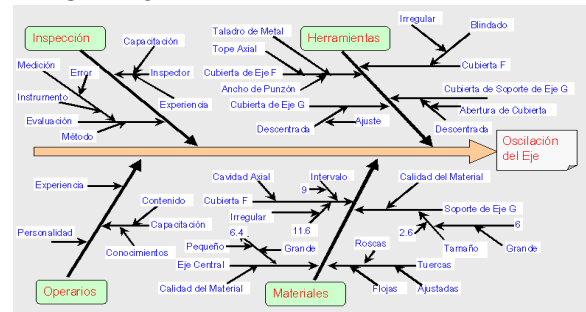 Inspección
Capacitación
Medición
Error
Inspector
Instrumento
Experiencia
Evaluación
Método
Herramientas
Irregular
Blindado
Taladro de Metal
Tope Axial
Cubierta de Eje F
Cubierta F
Ancho de Punzón
Cubierta de Soporte de Eje G
Cubierta de Eje G
Abertura de Cubierta
Ajuste
Descentrada
Descentrada
Oscilación
del Eje
Experiencia
Contenido
Personalidad
Capacitación
Conocimientos
Operarios
Cavidad Axial
Intervalo
Calidad del Material
9
Cubierta F
Irregular
11.6
Soporte de Eje G
6.4
6
2.6
Pequeño
Grande
Roscas
Tamaño
Grande
Eje Central
Tuercas
Calidad del Material
Materiales
Flojas
Ajustadas